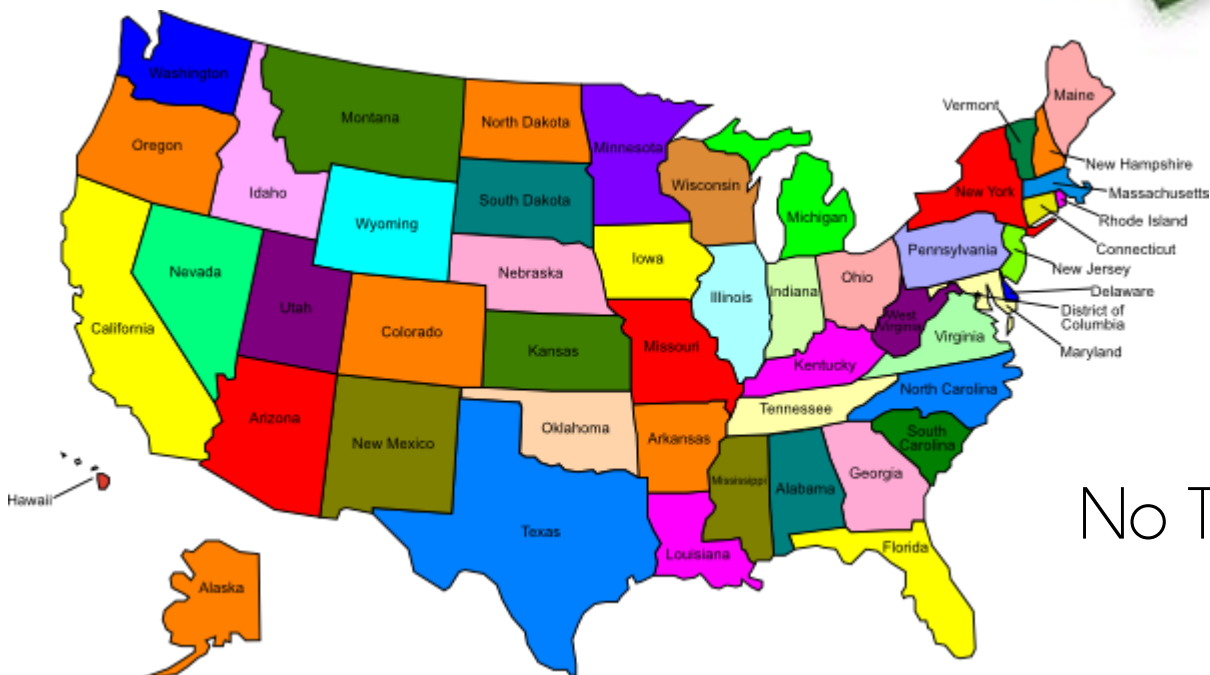 Washington
Oregon
Idaho
Montana
Wyoming
North Dakota
South Dakota
Nebraska
Minnesota
Wisconsin
Iowa
Illinois
Michigan
Indiana
Ohio
Nevada
Utah
Colorado
Kansas
Missouri
California
Arizona
New Mexico
Oklahoma
Arkansas
Texas
Louisiana
Mississippi
Alabama
Georgia
Florida
Tennessee
Kentucky
West
Virginia
Virginia
North Carolina
South
Carolina
Pennsylvania
New York
Vermont
Maine
New Hampshire
Massachusetts
Rhode Island
Connecticut
New Jersey
Delaware
District of
Columbia
Maryland
Hawaii
Alaska
No T